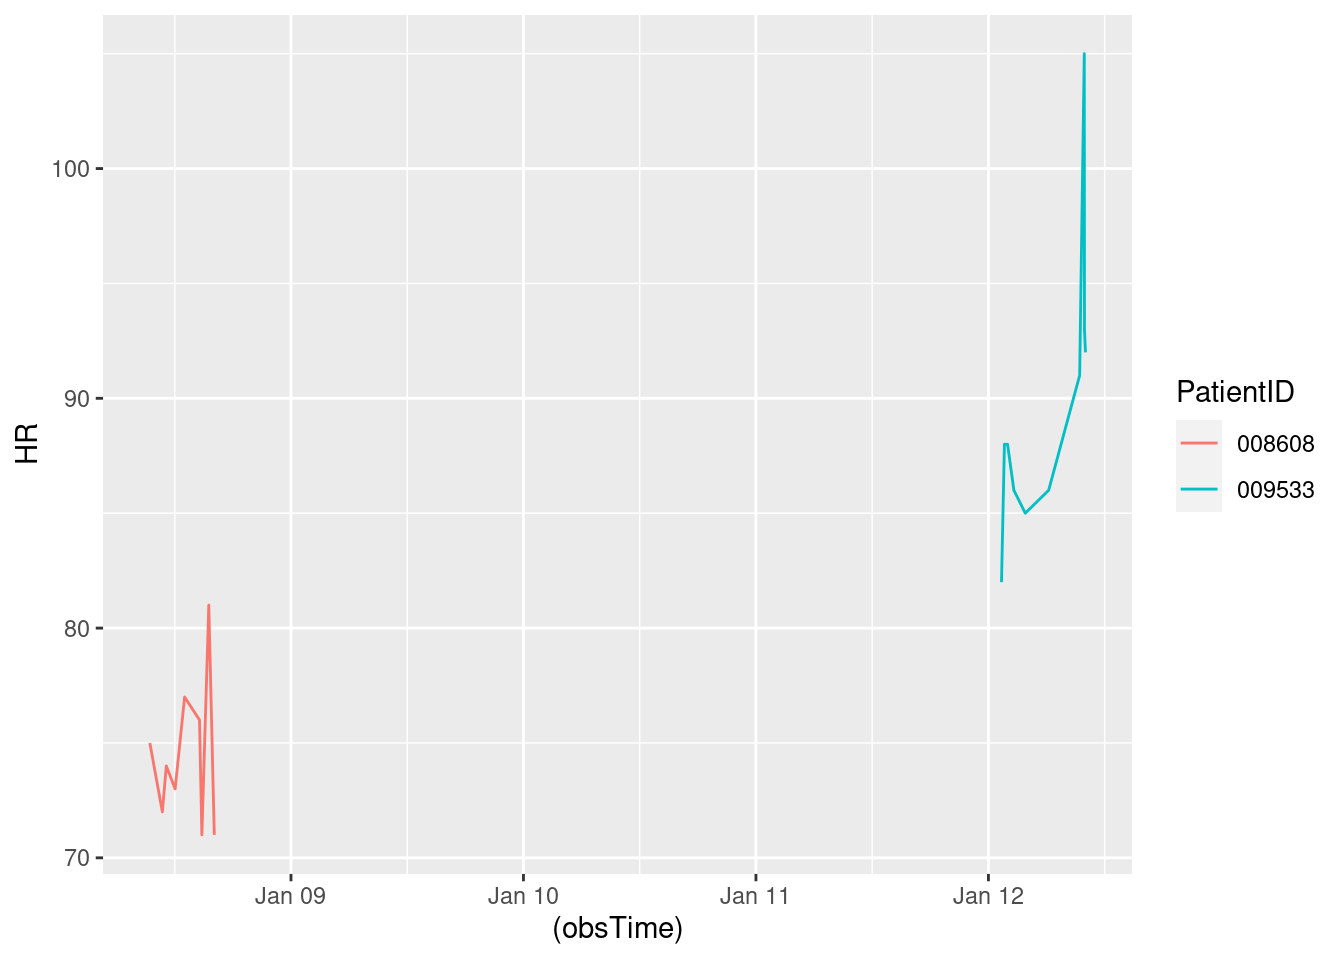 100
90
80
70
HR
Jan 09
Jan 10
Jan 11
Jan 12
(obsTime)
PatientID
008608
009533